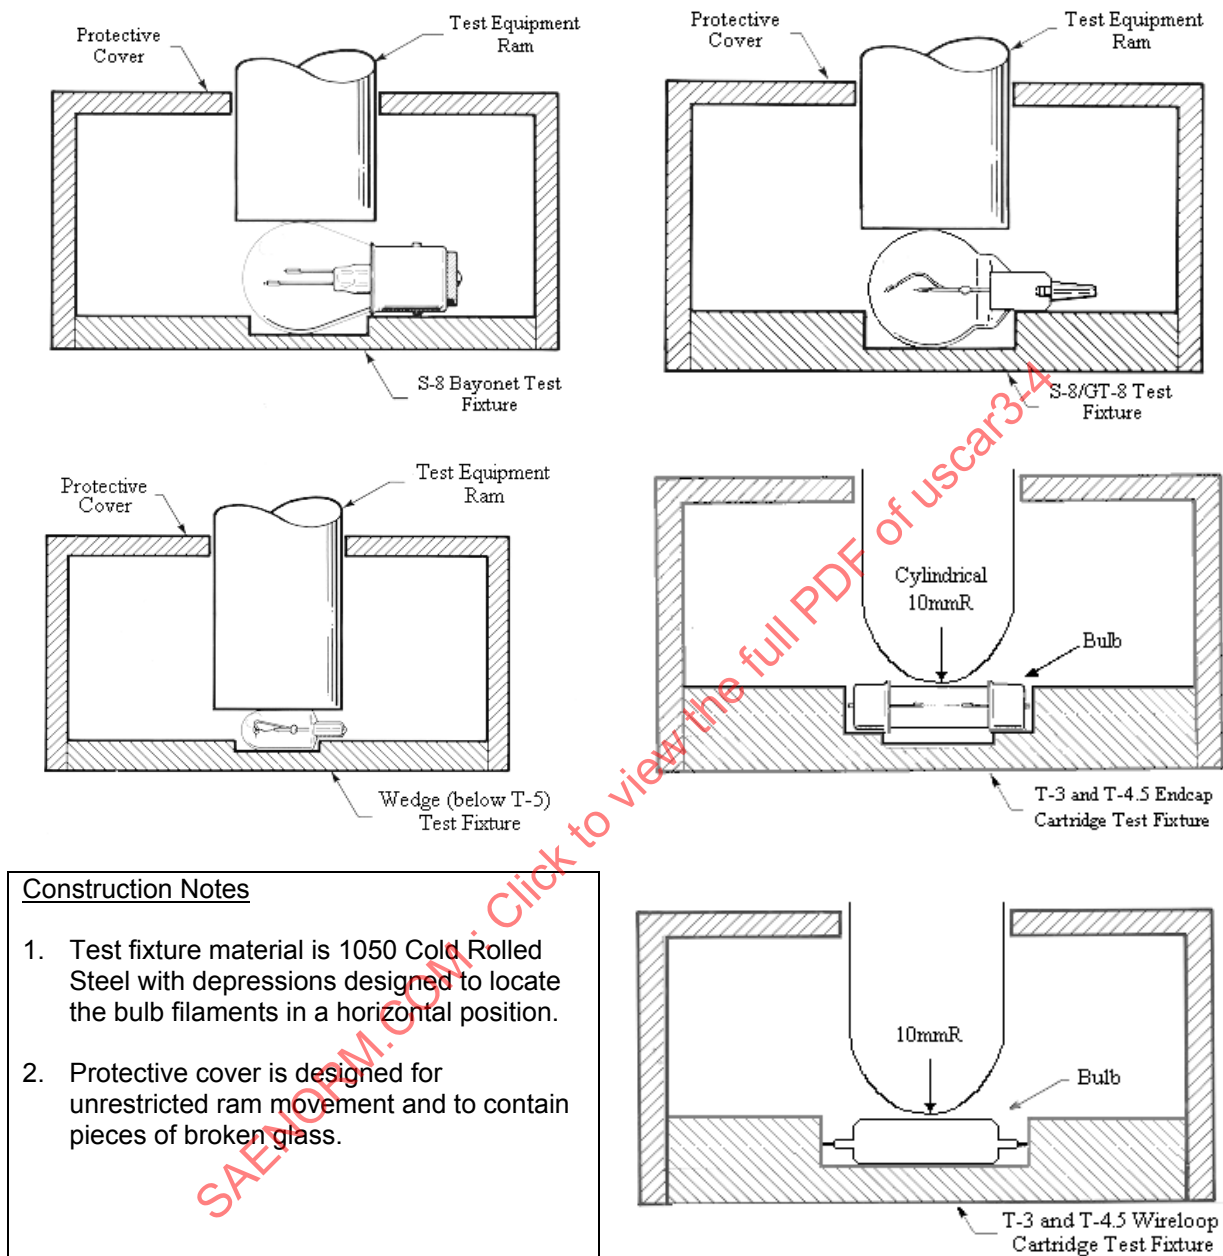 Protective
Cover
Test Equipment
Ram
S-8 Bayonet Test
Fixture
Protective
Cover
Test Equipment
Ram
S-8/GT-8 Test
Fixture
Protective
Cover
Test Equipment
Ram
Wedge (below T-5)
Test Fixture
Cylindrical
10mmR
Bulb
T-3 and T-4.5 Endcap
Cartridge Test Fixture
Construction Notes
1. Test fixture material is 1050 Cold Rolled
Steel with depressions designed to locate
the bulb filaments in a horizontal position.
2. Protective cover is designed for
unrestricted ram movement and to contain
pieces of broken glass.
10mmR
Bulb
T-3 and T-4.5 Wireloop
Cartridge Test Fixture
SAENORM.COM : Click to view the full PDF of uscar3-4